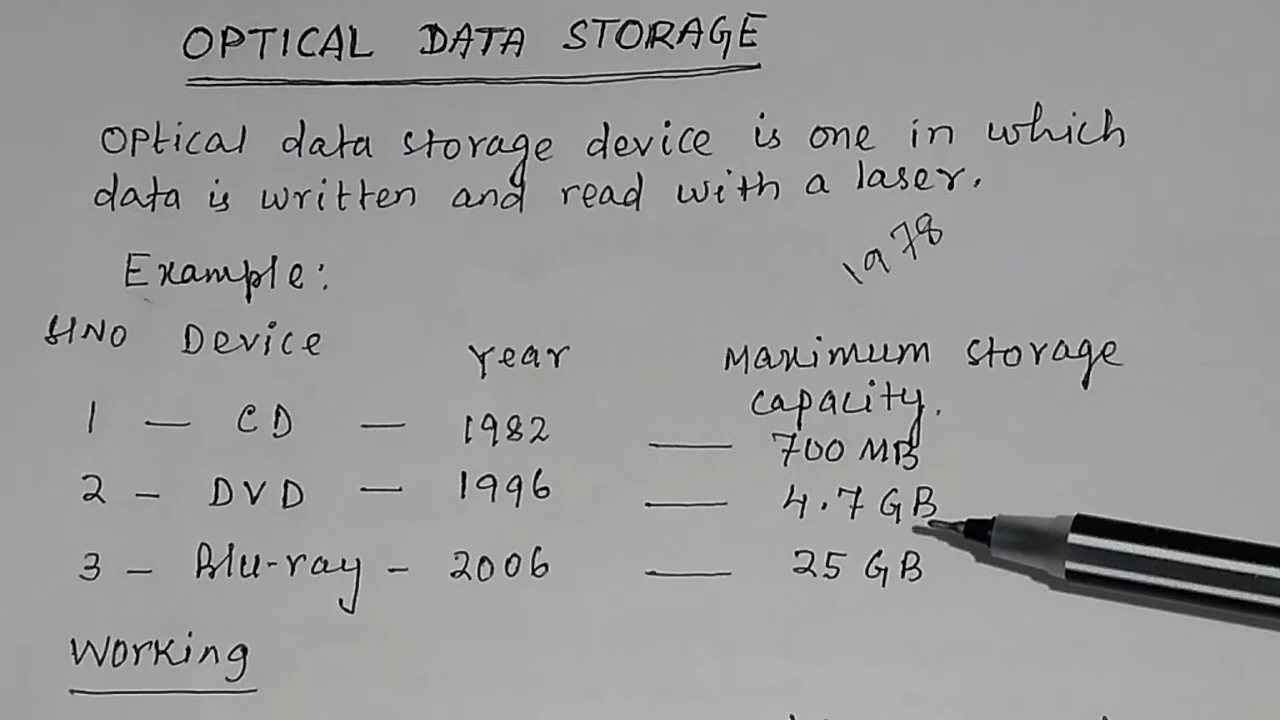 OPTICAL DATA STORAGE
Optical data storage device is one in which
data is written and read with a laser.
1978
Example:
SlNO Device Year Maximum storage
capacity.
1 — CD — 1982 — 700 MB
2 – DVD — 1996 — 4.7 GB
3 – Blu-ray – 2006 — 25 GB
Working